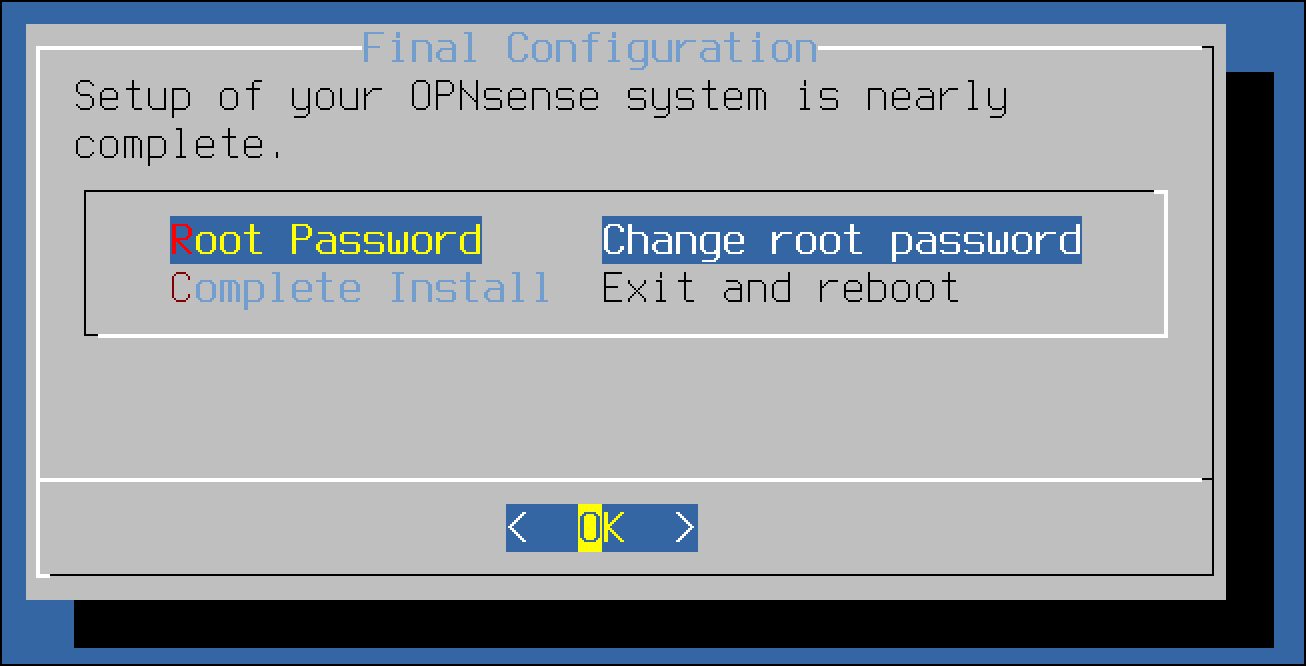 Final Configuration
Setup of your OPNsense system is nearly
complete.
Root Password Change root password
Complete Install Exit and reboot
< OK >